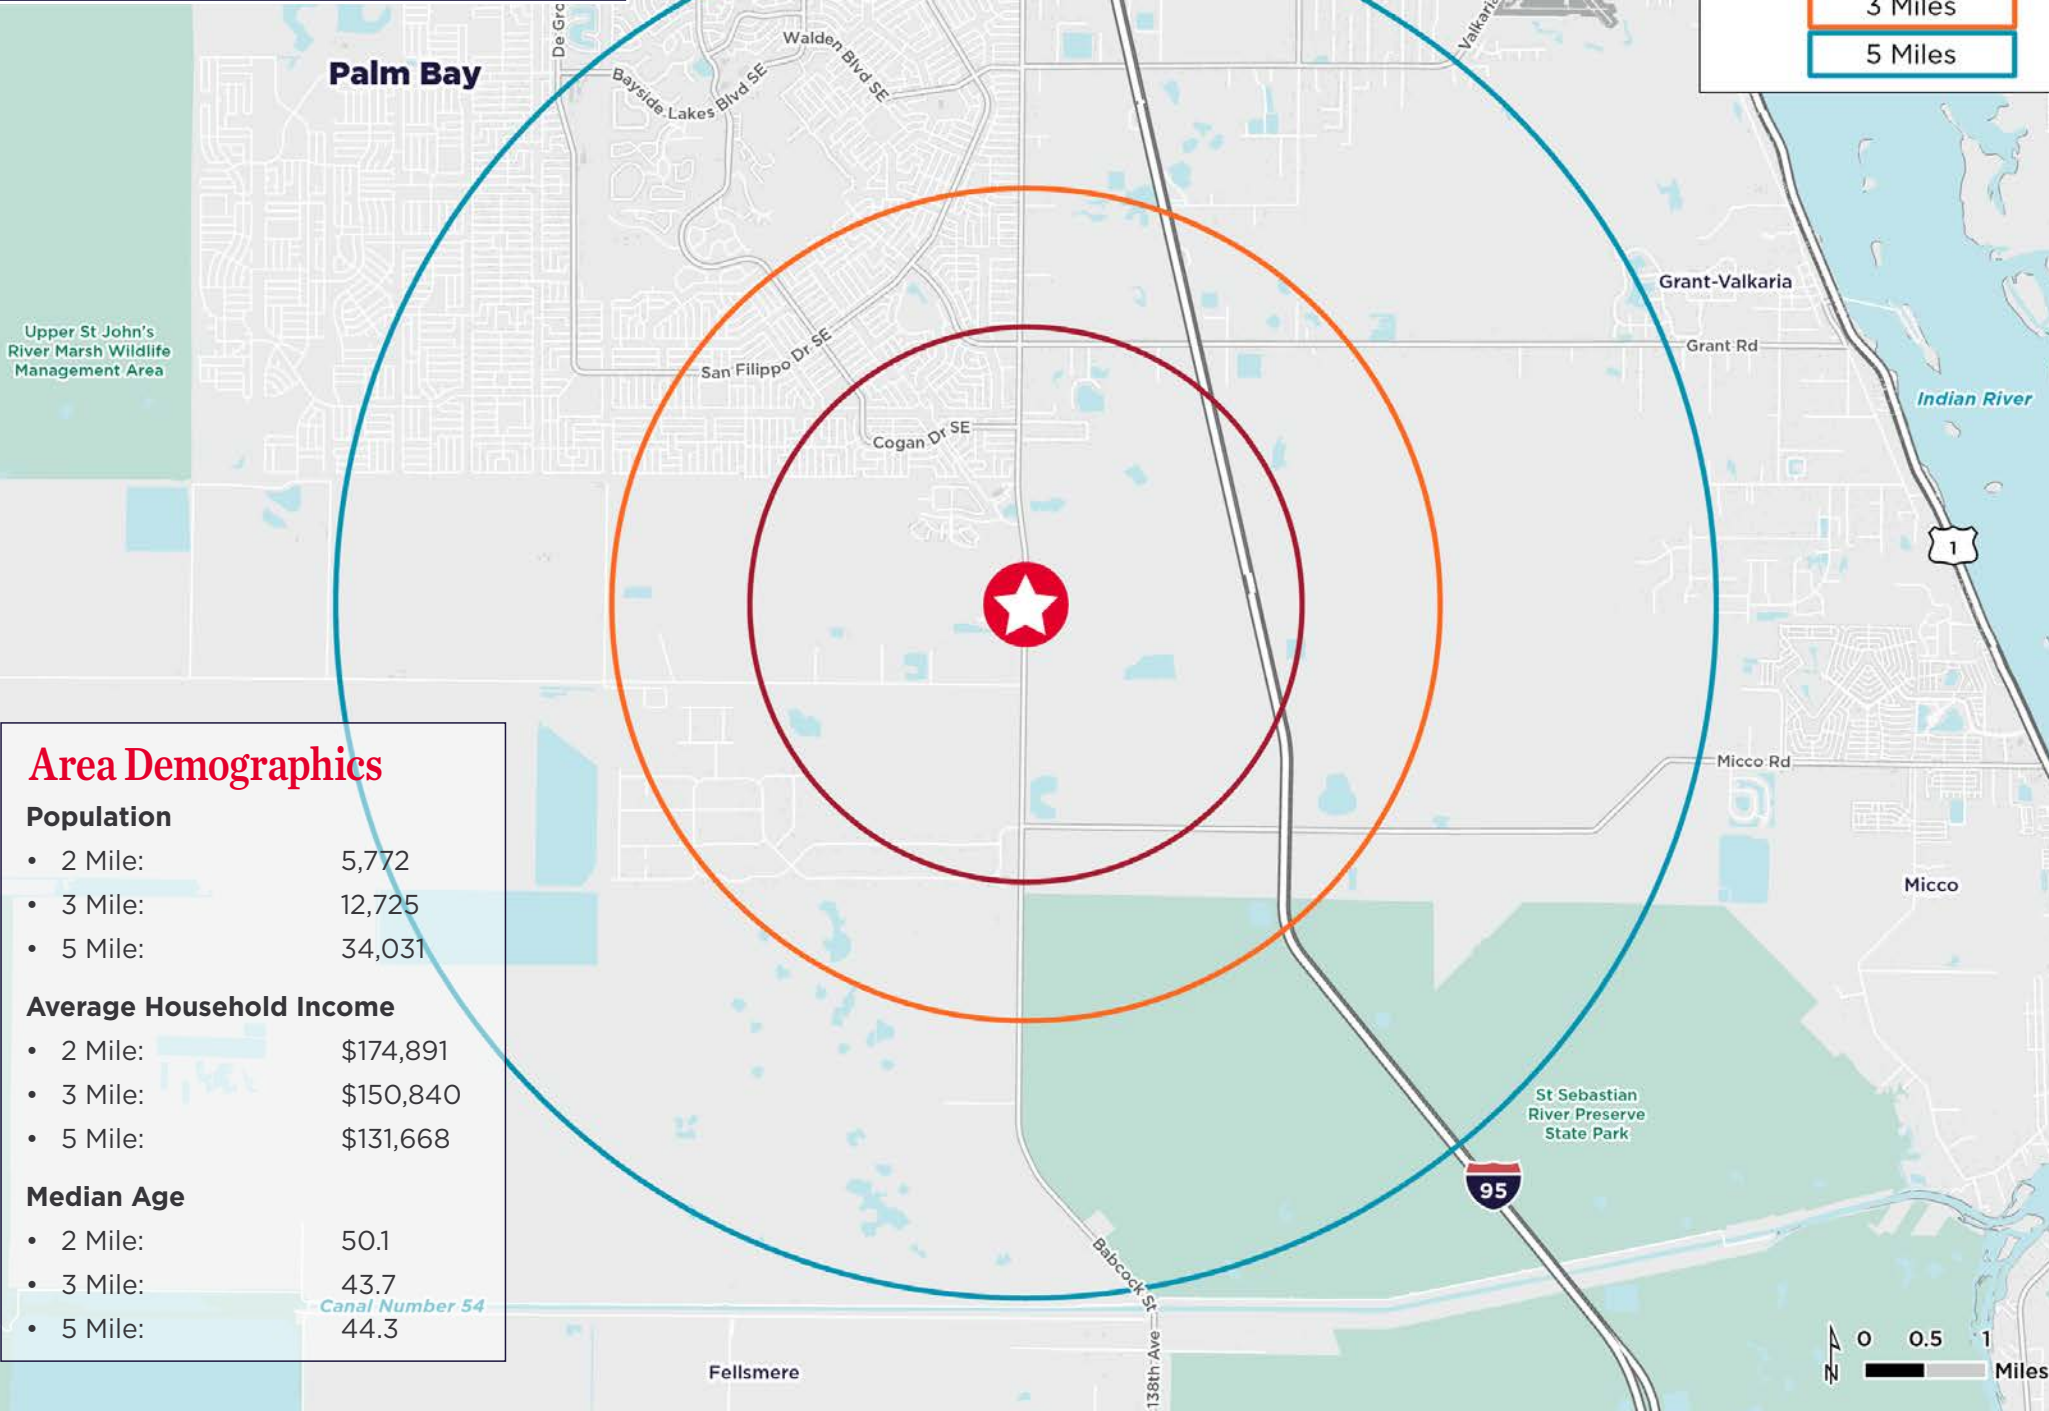 De Gro
Walden Blvd SE
Valkaria
3 Miles
5 Miles
Palm Bay
Bayside Lakes Blvd SE
Grant-Valkaria
Upper St John's
River Marsh Wildlife
Management Area
San Filippo Dr SE
Grant Rd
Indian River
Cogan Dr SE
1
Micco Rd
Micco
Area Demographics
Population
• 2 Mile: 5,772
• 3 Mile: 12,725
• 5 Mile: 34,031
Average Household Income
• 2 Mile: $174,891
• 3 Mile: $150,840
• 5 Mile: $131,668
Median Age
• 2 Mile: 50.1
• 3 Mile: 43.7
• 5 Mile: 44.3
St Sebastian
River Preserve
State Park
95
Babcock St
Canal Number 54
138th Ave
Fellsmere
0 0.5 1
Miles
N